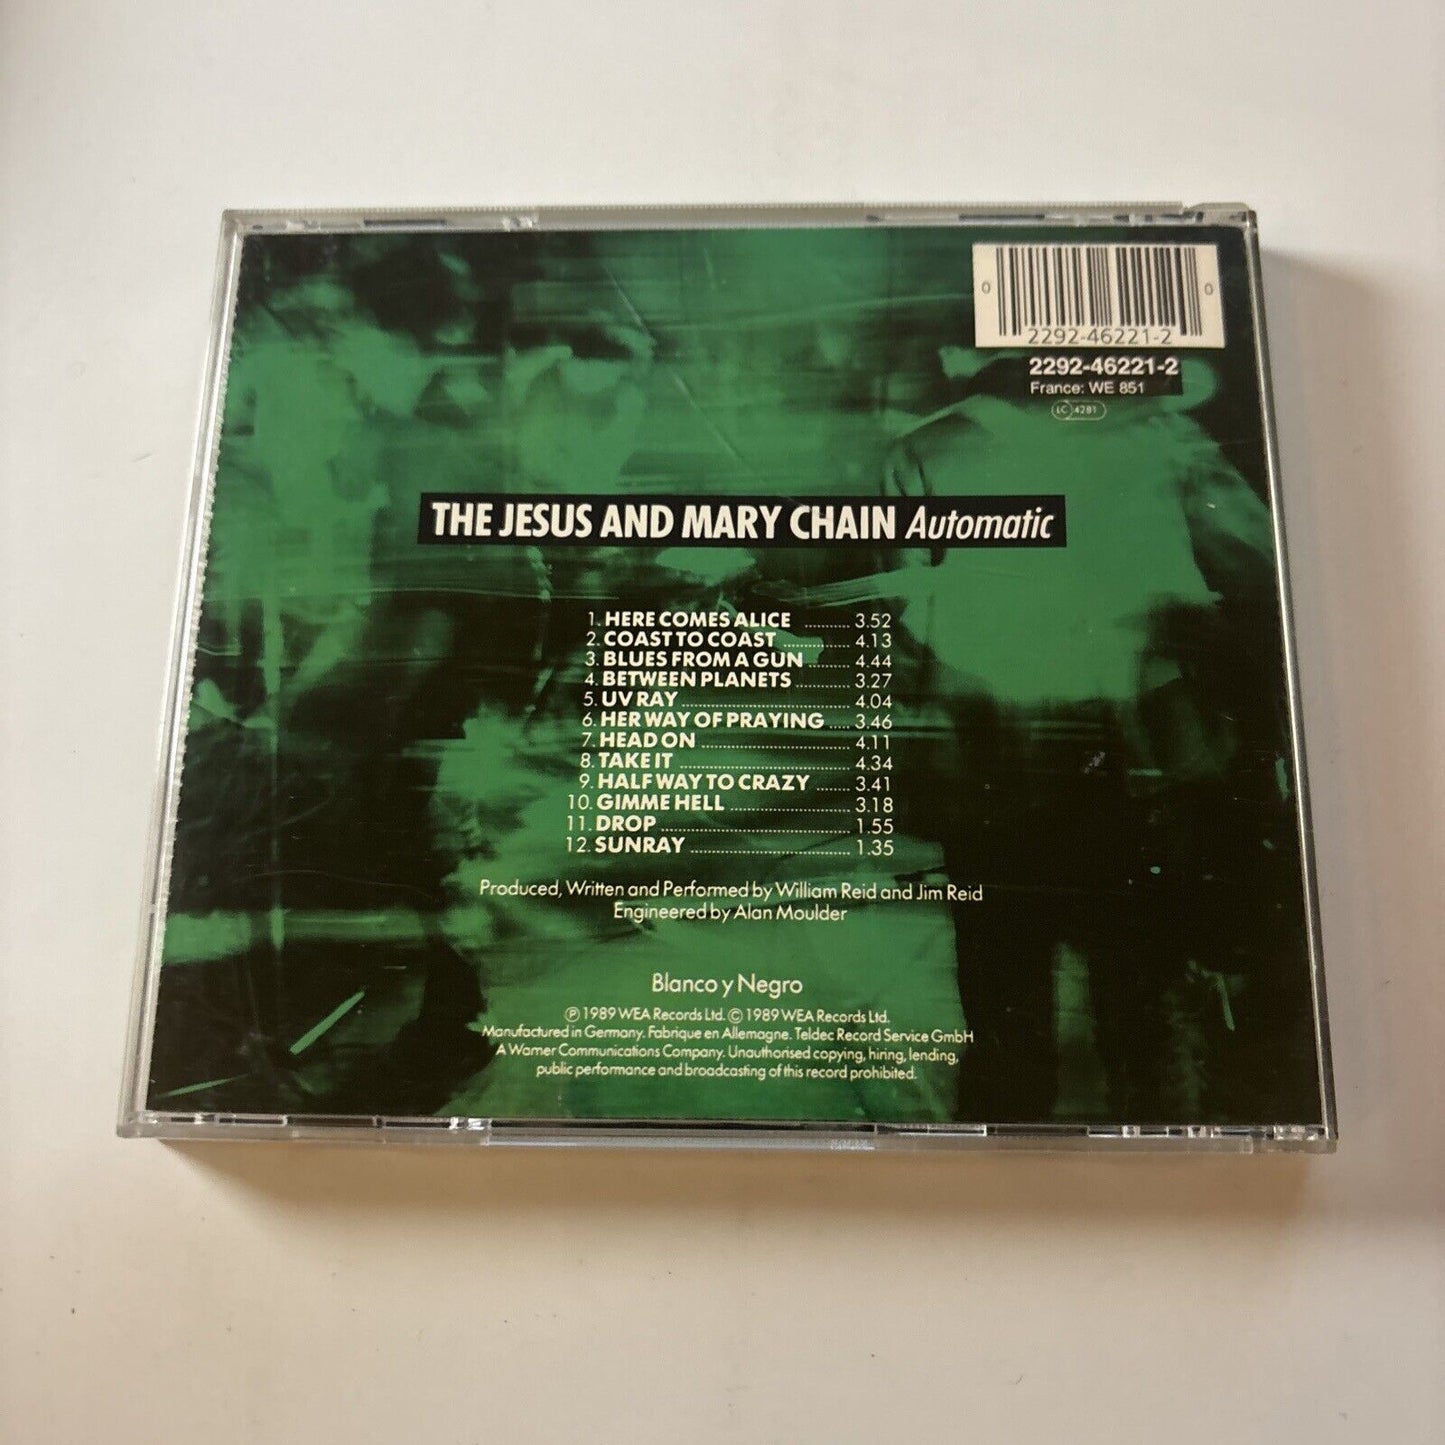 0 0
2292-46221-2
2292-46221-2
France: WE 851
LC 4281
THE JESUS AND MARY CHAIN Automatic
1. HERE COMES ALICE .......... 3.52
2. COAST TO COAST ............... 4.13
3. BLUES FROM A GUN ......... 4.44
4. BETWEEN PLANETS ............ 3.27
5. UV RAY ..................................... 4.04
6. HER WAY OF PRAYING ..... 3.46
7. HEAD ON ................................. 4.11
8. TAKE IT ...................................... 4.34
9. HALFWAY TO CRAZY ....... 3.41
10. GIMME HELL .......................... 3.18
11. DROP .......................................... 1.55
12. SUNRAY ................................... 1.35
Produced, Written and Performed by William Reid and Jim Reid
Engineered by Alan Moulder
Blanco y Negro
Ⓟ 1989 WEA Records Ltd. © 1989 WEA Records Ltd.
Manufactured in Germany. Fabrique en Allemagne. Teldec Record Service GmbH
A Warner Communications Company. Unauthorised copying, hiring, lending,
public performance and broadcasting of this record prohibited.